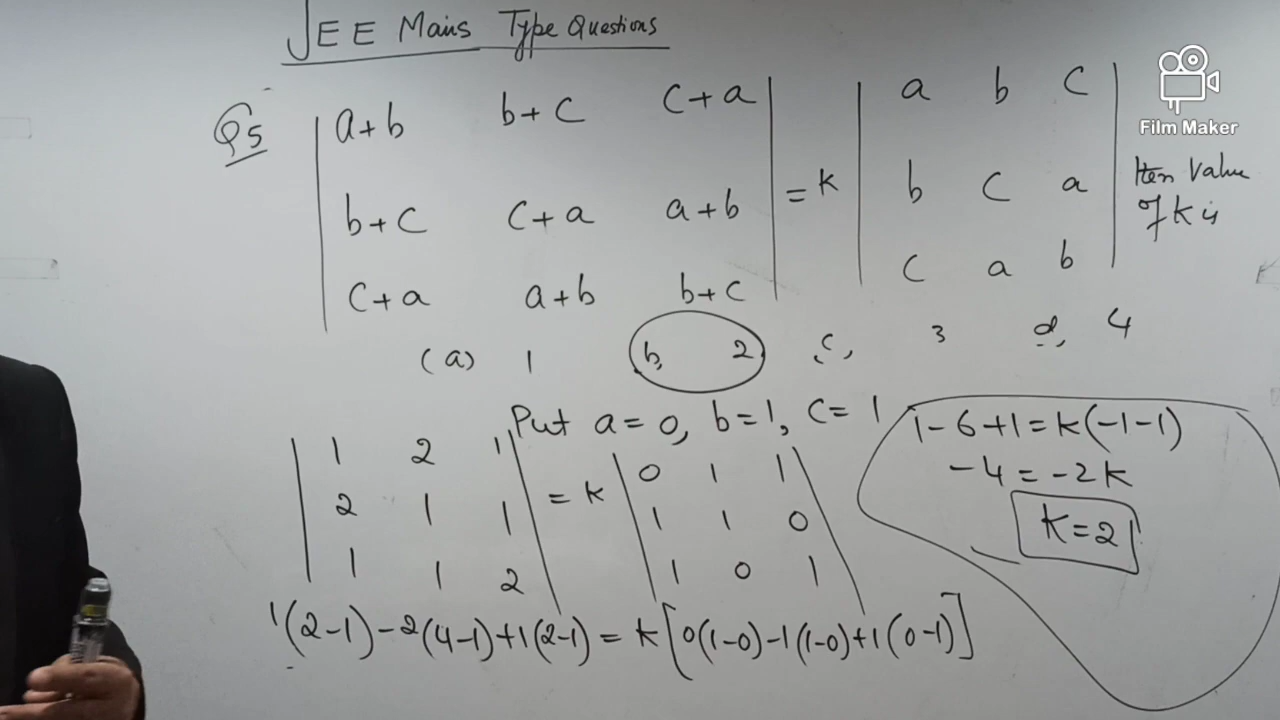 JEE Mains Type Questions
Film Maker
Q5 | a+b b+c c+a | = k | a b c | then value of k is
| b+c c+a a+b | | b c a |
| c+a a+b b+c | | c a b |
(a) 1 b, 2 c, 3 d, 4
Put a=0, b=1, c=1
| 1 2 1 | = k | 0 1 1 |
| 2 1 1 | | 1 1 0 |
| 1 1 2 | | 1 0 1 |
1(2-1)-2(4-1)+1(2-1) = k[0(1-0)-1(1-0)+1(0-1)]
1-6+1=k(-1-1)
-4=-2k
K=2